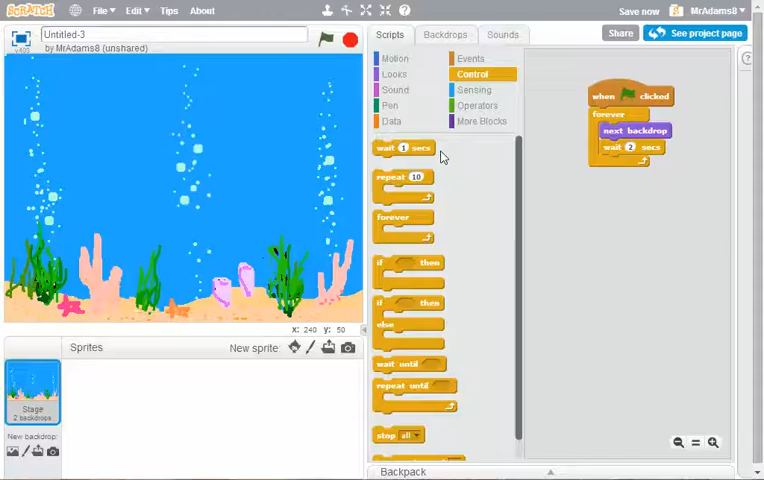 SCRATCH File Edit Tips About Save now MrAdams8
Untitled-3
by MrAdams8 (unshared)
v403
Scripts Backdrops Sounds
Share See project page
?
Motion Events
Looks Control
Sound Sensing
Pen Operators
Data More Blocks
wait 1 secs
repeat 10
forever
if then
if then
else
wait until
repeat until
stop all
when clicked
forever
next backdrop
wait 2 secs
x: 240 y: 50
Sprites New sprite:
Stage
2 backdrops
New backdrop:
Backpack